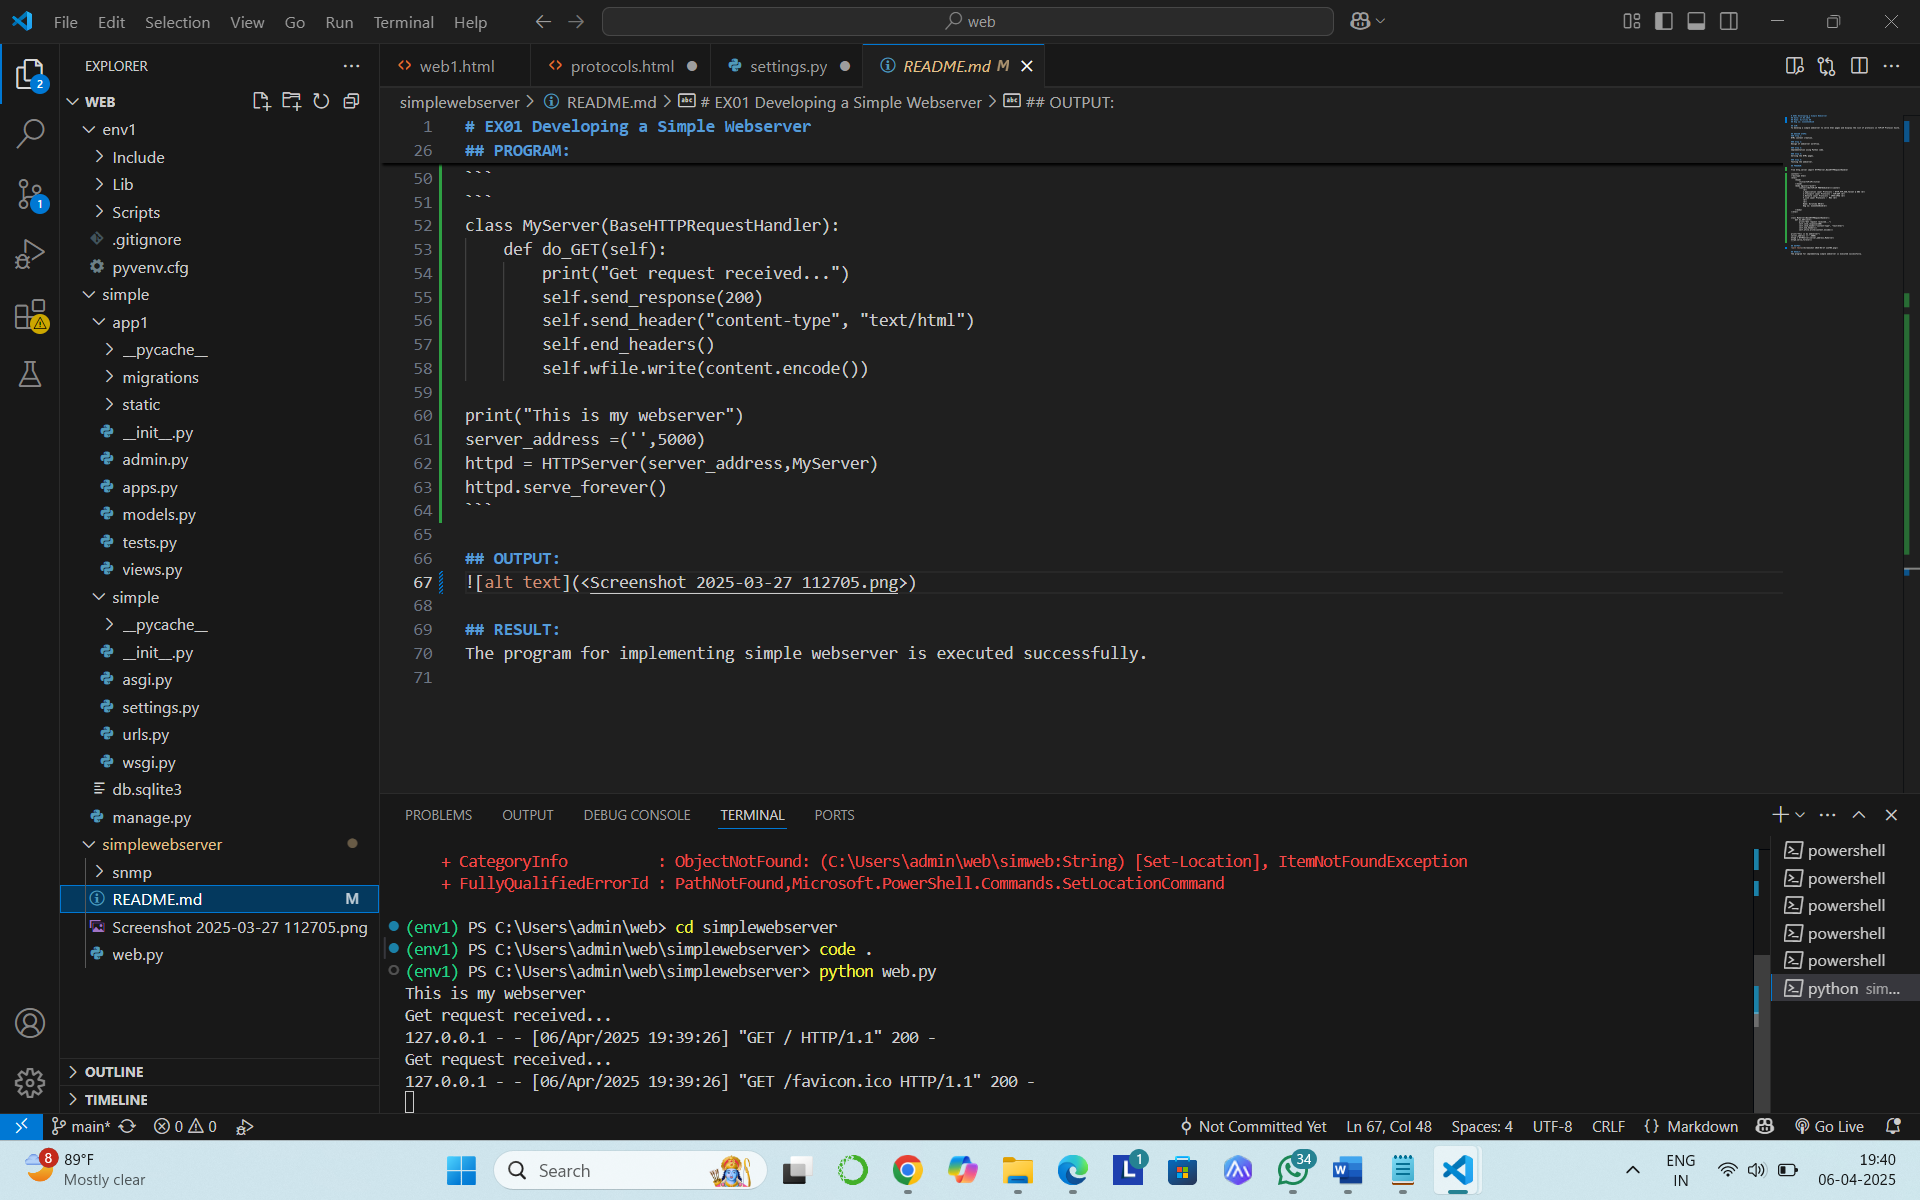 File Edit Selection View Go Run Terminal Help
web
EXPLORER
WEB
env1
Include
Lib
Scripts
.gitignore
pyvenv.cfg
simple
app1
__pycache__
migrations
static
__init__.py
admin.py
apps.py
models.py
tests.py
views.py
simple
__pycache__
__init__.py
asgi.py
settings.py
urls.py
wsgi.py
db.sqlite3
manage.py
simplewebserver
snmp
README.md M
Screenshot 2025-03-27 112705.png
web.py
OUTLINE
TIMELINE
2
1
web1.html protocols.html settings.py README.md M
simplewebserver > README.md > # EX01 Developing a Simple Webserver > ## OUTPUT:
1 # EX01 Developing a Simple Webserver
26 ## PROGRAM:
50 ```
51 ```
52 class MyServer(BaseHTTPRequestHandler):
53 def do_GET(self):
54 print("Get request received...")
55 self.send_response(200)
56 self.send_header("content-type", "text/html")
57 self.end_headers()
58 self.wfile.write(content.encode())
59
60 print("This is my webserver")
61 server_address =('',5000)
62 httpd = HTTPServer(server_address,MyServer)
63 httpd.serve_forever()
64 ```
65
66 ## OUTPUT:
67 ![alt text](<Screenshot 2025-03-27 112705.png>)
68
69 ## RESULT:
70 The program for implementing simple webserver is executed successfully.
71
PROBLEMS OUTPUT DEBUG CONSOLE TERMINAL PORTS
+ CategoryInfo : ObjectNotFound: (C:\Users\admin\web\simweb:String) [Set-Location], ItemNotFoundException
+ FullyQualifiedErrorId : PathNotFound,Microsoft.PowerShell.Commands.SetLocationCommand
(env1) PS C:\Users\admin\web> cd simplewebserver
(env1) PS C:\Users\admin\web\simplewebserver> code .
(env1) PS C:\Users\admin\web\simplewebserver> python web.py
This is my webserver
Get request received...
127.0.0.1 - - [06/Apr/2025 19:39:26] "GET / HTTP/1.1" 200 -
Get request received...
127.0.0.1 - - [06/Apr/2025 19:39:26] "GET /favicon.ico HTTP/1.1" 200 -
powershell
powershell
powershell
powershell
powershell
python sim...
main* 0 0 Not Committed Yet Ln 67, Col 48 Spaces: 4 UTF-8 CRLF {} Markdown Go Live
8
89°F
Mostly clear
Search
L 1
34
W
ENG
IN
19:40
06-04-2025